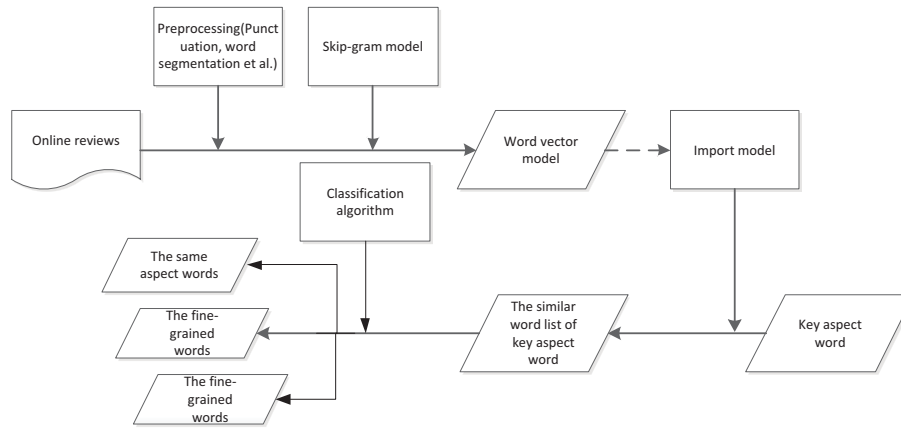 Preprocessing(Punct
uation, word
segmentation et al.)
Skip-gram model
Online reviews
Word vector
model
Import model
Classification
algorithm
The same
aspect words
The fine-
grained
words
The fine-
grained
words
The similar
word list of
key aspect
word
Key aspect
word